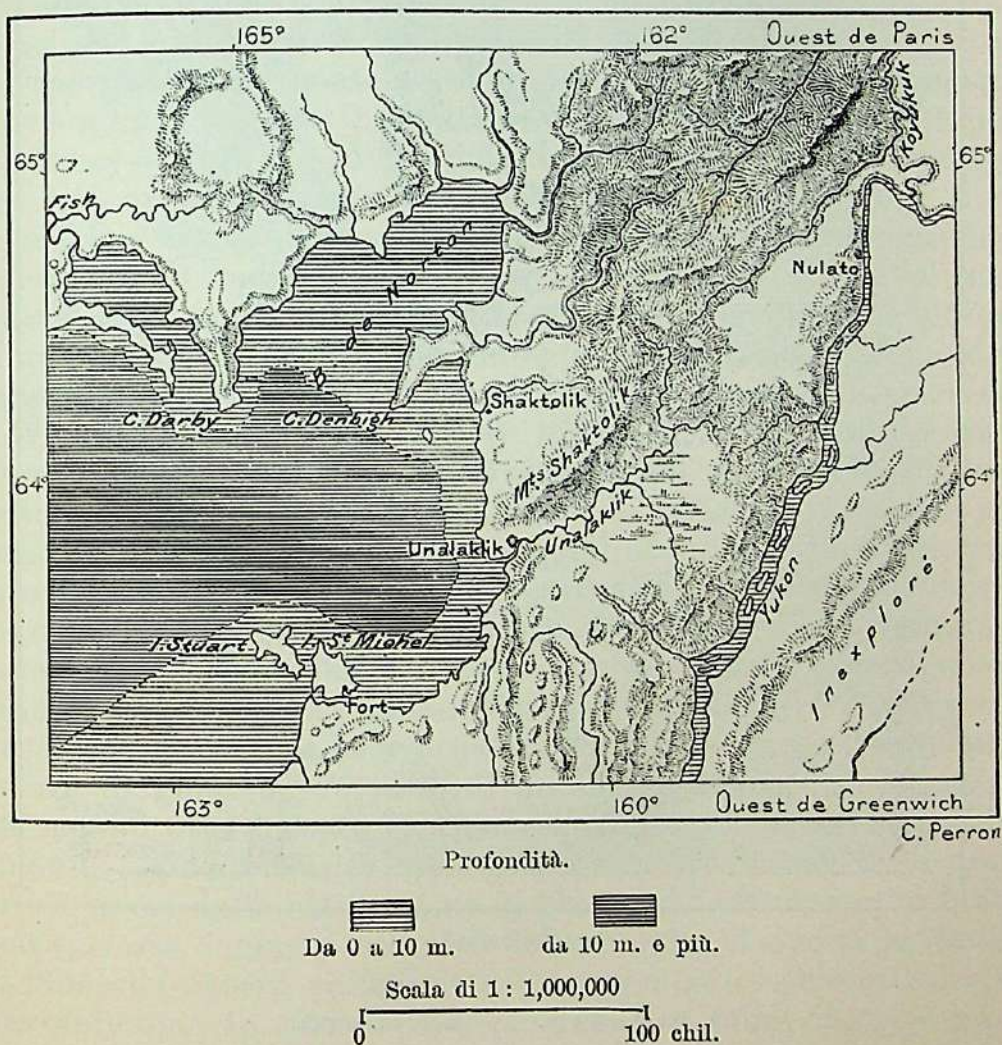 165° 162° Ouest de Paris
Koyukuk
65° 65°
Fish
B. de Norton
Nulato
C. Darby C. Denbigh
Shaktolik
Mts. Shaktolik
64° 64°
Unalaklik Unalaklik
Yukon
Inexploré
I. Stuart I. St Michel
Fort
163° 160° Ouest de Greenwich
C. Perron
Profondità.
Da 0 a 10 m. da 10 m. e più.
Scala di 1 : 1,000,000
0 100 chil.